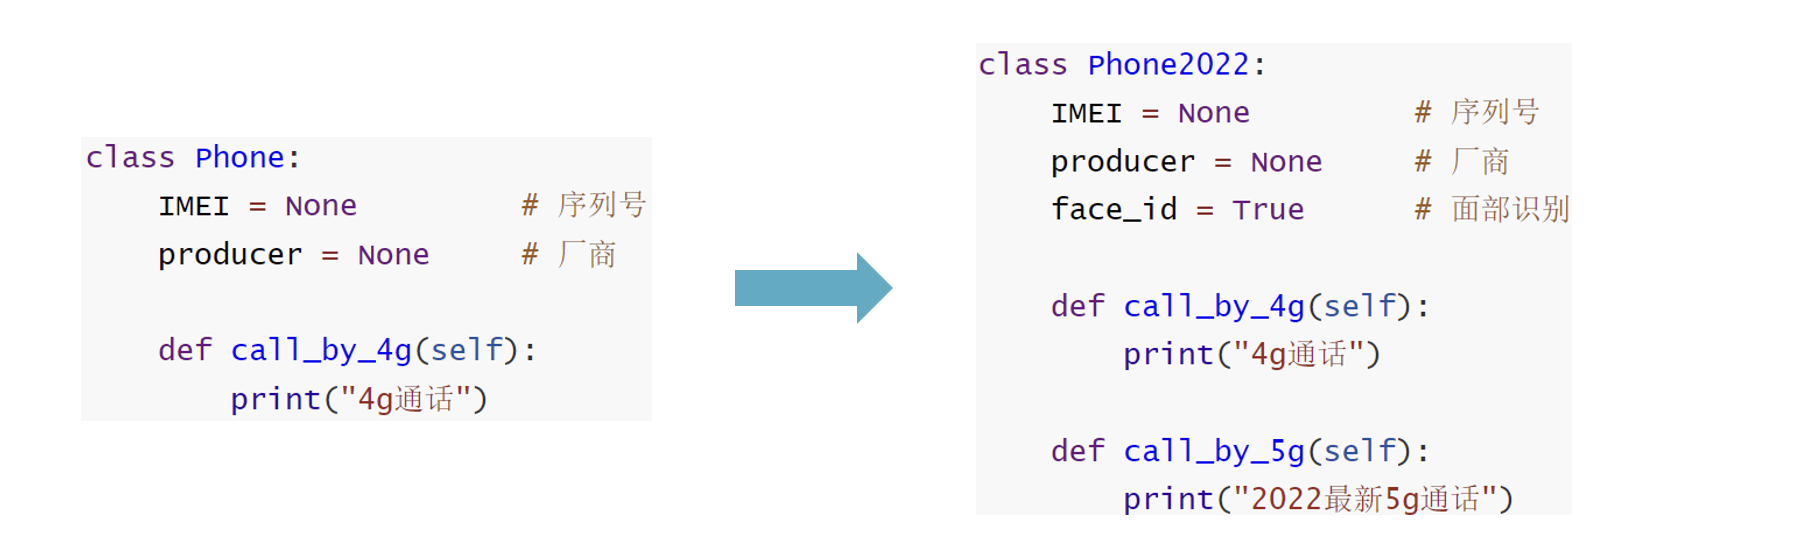 class Phone:
    IMEI = None         # 序列号
    producer = None     # 厂商
    def call_by_4g(self):
        print("4g通话")
class Phone2022:
    IMEI = None         # 序列号
    producer = None     # 厂商
    face_id = True      # 面部识别
    def call_by_4g(self):
        print("4g通话")
    def call_by_5g(self):
        print("2022最新5g通话")